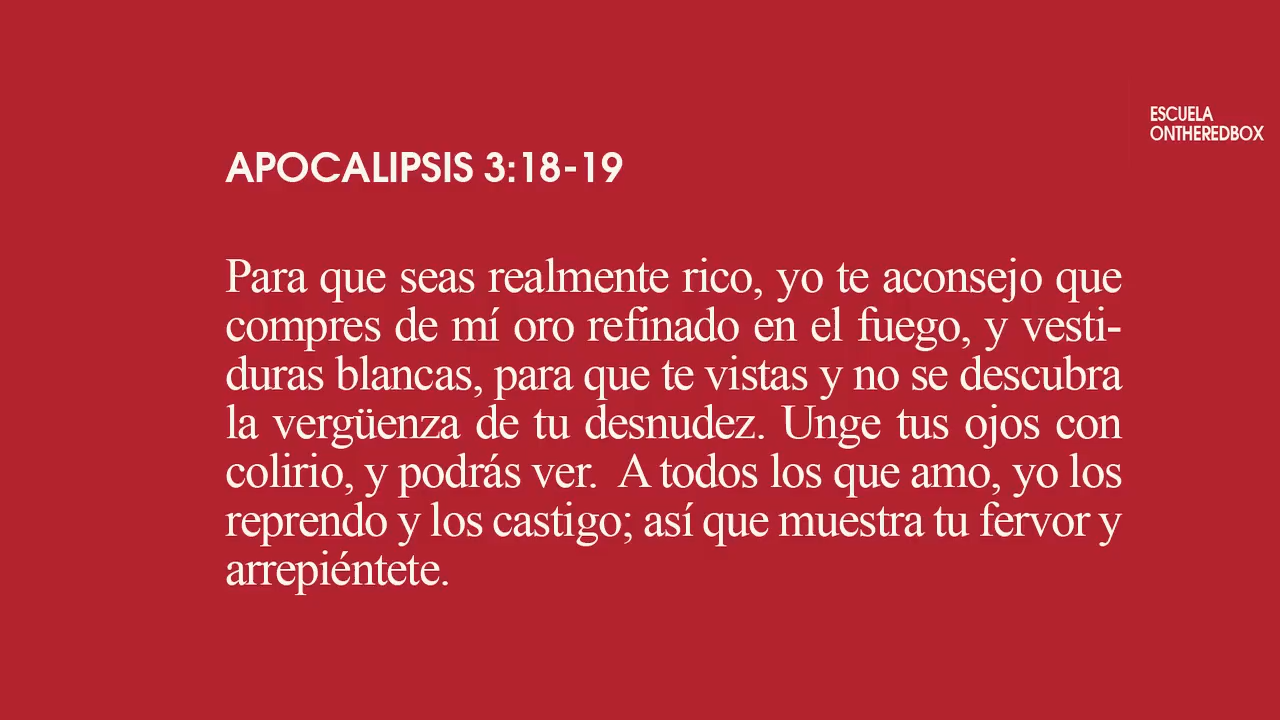 ESCUELA
ONTHEREDBOX
APOCALIPSIS 3:18-19
Para que seas realmente rico, yo te aconsejo que
compres de mí oro refinado en el fuego, y vesti-
duras blancas, para que te vistas y no se descubra
la vergüenza de tu desnudez. Unge tus ojos con
colirio, y podrás ver.  A todos los que amo, yo los
reprendo y los castigo; así que muestra tu fervor y
arrepiéntete.